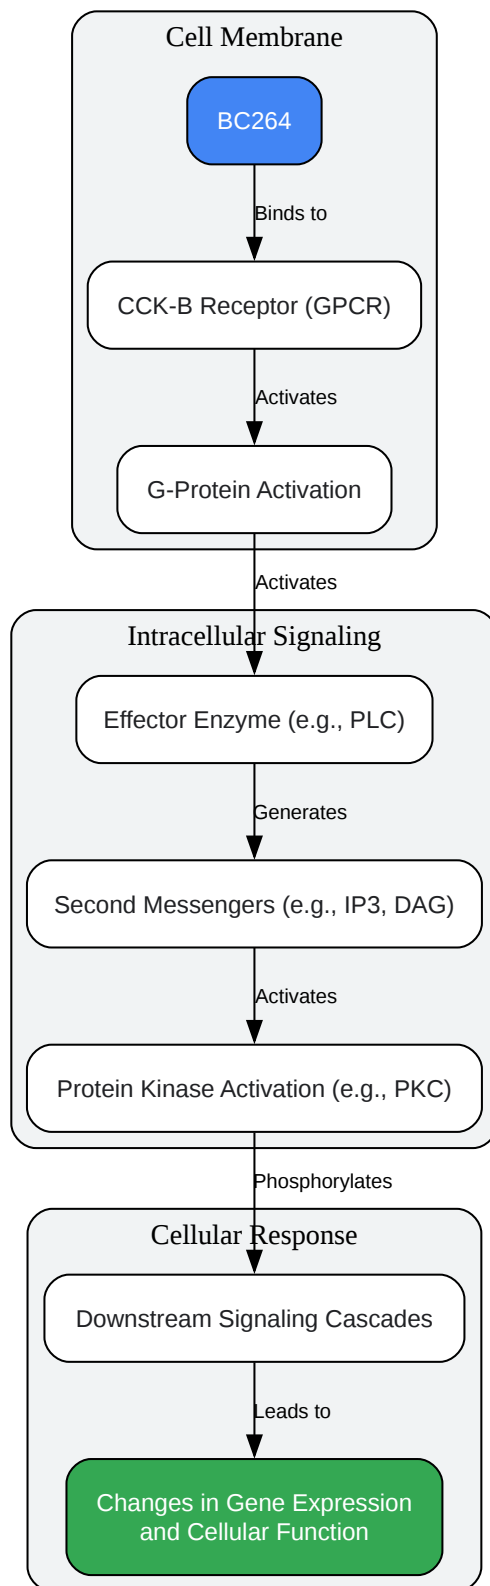 Cell Membrane
BC264
Binds to
CCK-B Receptor (GPCR)
Activates
G-Protein Activation
Activates
Intracellular Signaling
Effector Enzyme (e.g., PLC)
Generates
Second Messengers (e.g., IP3, DAG)
Activates
Protein Kinase Activation (e.g., PKC)
Phosphorylates
Cellular Response
Downstream Signaling Cascades
Leads to
Changes in Gene Expression
and Cellular Function